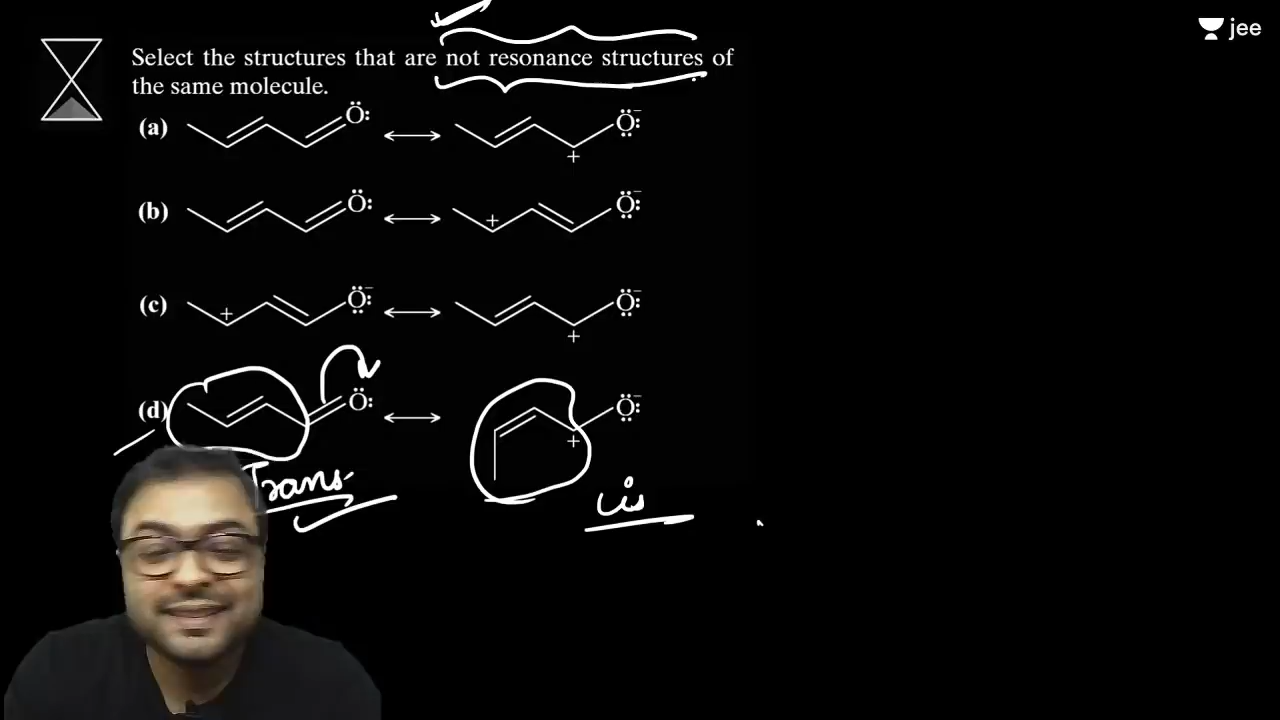 jee
Select the structures that are not resonance structures of
the same molecule.
(a) Ö: + :Ö:⁻
(b) Ö: + :Ö:⁻
(c) + :Ö:⁻ + :Ö:⁻
(d) Ö: + :Ö:⁻
Trans
cis